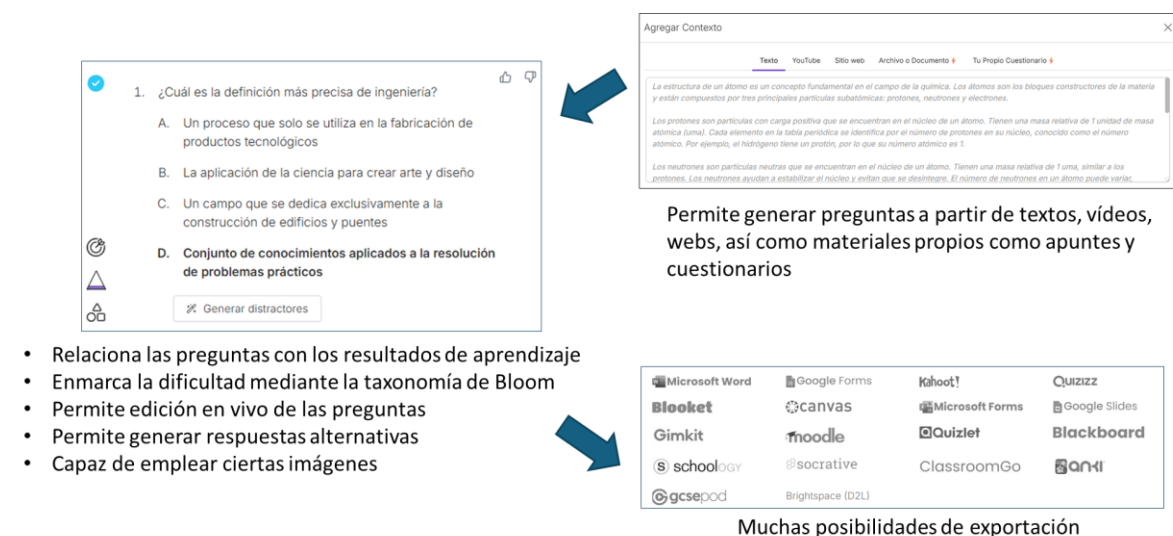 Agregar Contexto
Texto YouTube Sitio web Archivo o Documento Tu Propio Cuestionario
La estructura de un átomo es un concepto fundamental en el campo de la química. Los átomos son los bloques constructores de la materia
y están compuestos por tres principales partículas subatómicas: protones, neutrones y electrones.
Los protones son partículas con carga positiva que se encuentran en el núcleo de un átomo. Tienen una masa relativa de 1 unidad de masa
atómica (uma). Cada elemento en la tabla periódica se identifica por el número de protones en su núcleo, conocido como el número
atómico. Por ejemplo, el hidrógeno tiene un protón, por lo que su número atómico es 1.
Los neutrones son partículas neutras que se encuentran en el núcleo de un átomo. Tienen una masa relativa de 1 uma, similar a los
protones. Los neutrones ayudan a estabilizar el núcleo y evitan que se desintegre. El número de neutrones en un átomo puede variar,
1. ¿Cuál es la definición más precisa de ingeniería?
A. Un proceso que solo se utiliza en la fabricación de
productos tecnológicos
B. La aplicación de la ciencia para crear arte y diseño
C. Un campo que se dedica exclusivamente a la
construcción de edificios y puentes
D. Conjunto de conocimientos aplicados a la resolución
de problemas prácticos
Generar distractores
Permite generar preguntas a partir de textos, vídeos,
webs, así como materiales propios como apuntes y
cuestionarios
• Relaciona las preguntas con los resultados de aprendizaje
• Enmarca la dificultad mediante la taxonomía de Bloom
• Permite edición en vivo de las preguntas
• Permite generar respuestas alternativas
• Capaz de emplear ciertas imágenes
Microsoft Word Google Forms Kahoot! Quizizz
Blooket canvas Microsoft Forms Google Slides
Gimkit moodle Quizlet Blackboard
S schoology socrative ClassroomGo anki
gcsepod Brightspace (D2L)
Muchas posibilidades de exportación